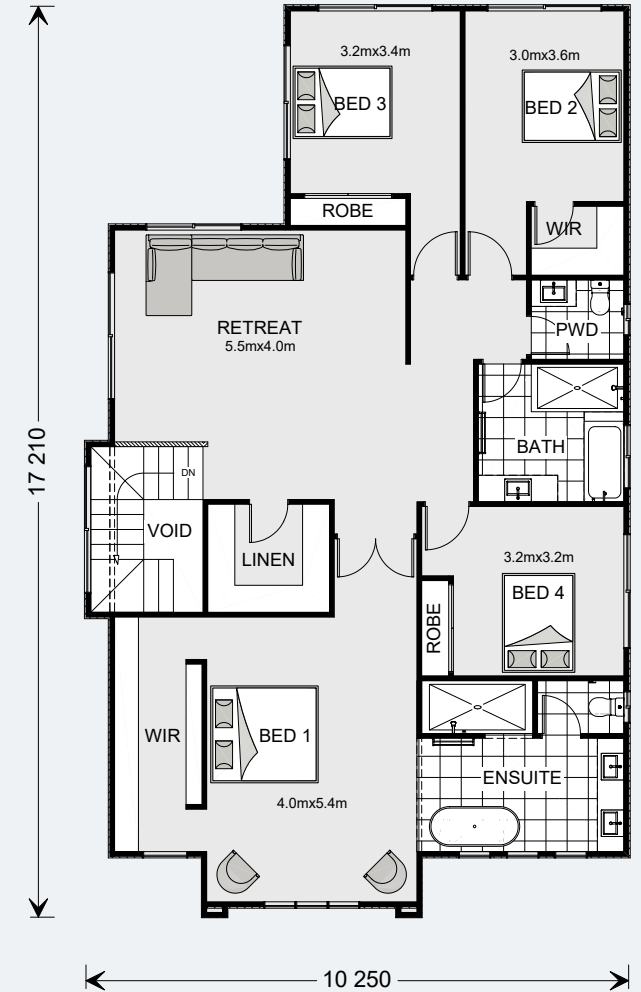 3.2mx3.4m
BED 3
ROBE
3.0mx3.6m
BED 2
WIR
RETREAT
5.5mx4.0m
PWD
BATH
17 210
DN
VOID
LINEN
3.2mx3.2m
BED 4
ROBE
WIR
BED 1
4.0mx5.4m
ENSUITE
10 250